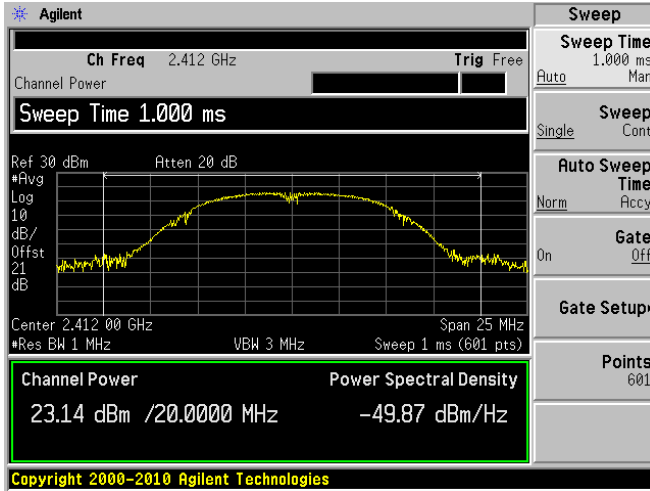 Agilent
Ch Freq 2.412 GHz Trig Free
Channel Power
Sweep Time 1.000 ms
Ref 30 dBm Atten 20 dB
#Avg
Log
10
dB/
Offst
21
dB
Center 2.412 00 GHz Span 25 MHz
#Res BW 1 MHz VBW 3 MHz Sweep 1 ms (601 pts)
Channel Power Power Spectral Density
23.14 dBm /20.0000 MHz -49.87 dBm/Hz
Copyright 2000-2010 Agilent Technologies
Sweep
Sweep Time
1.000 ms
Auto Man
Sweep
Single Cont
Auto Sweep
Time
Norm Accy
Gate
On Off
Gate Setup
Points
601